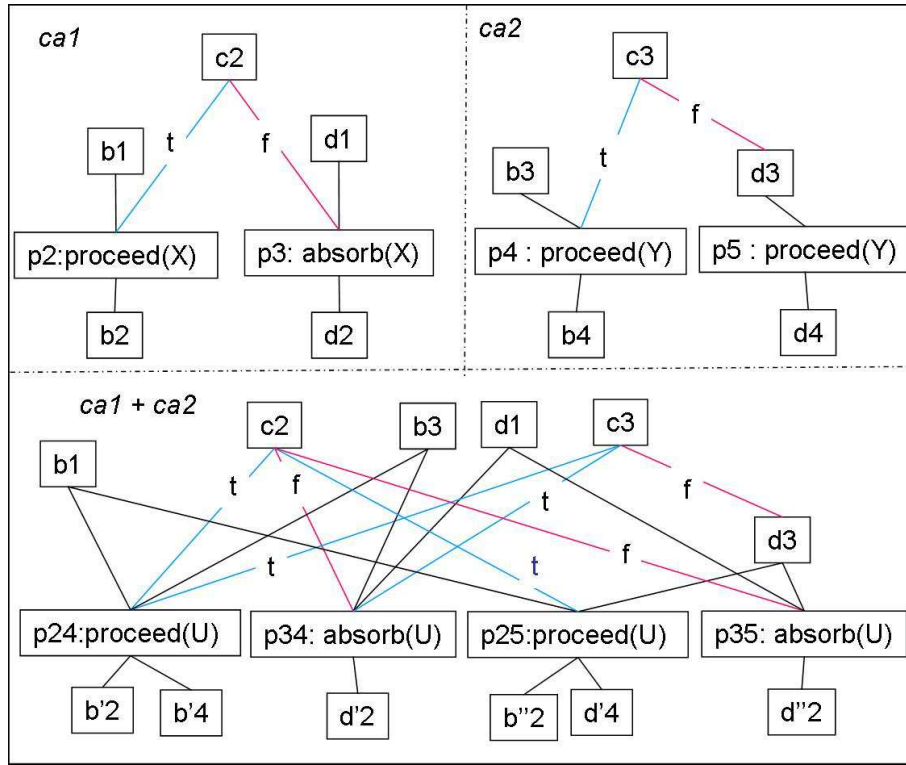 ca1
c2
b1
t
f
d1
p2:proceed(X)
p3: absorb(X)
b2
d2
ca2
c3
b3
t
f
d3
p4 : proceed(Y)
p5 : proceed(Y)
b4
d4
ca1 + ca2
c2
b3
d1
c3
b1
t
f
t
f
d3
t
t
f
p24:proceed(U)
p34: absorb(U)
p25:proceed(U)
p35: absorb(U)
b'2
b'4
d'2
b"2
d'4
d"2